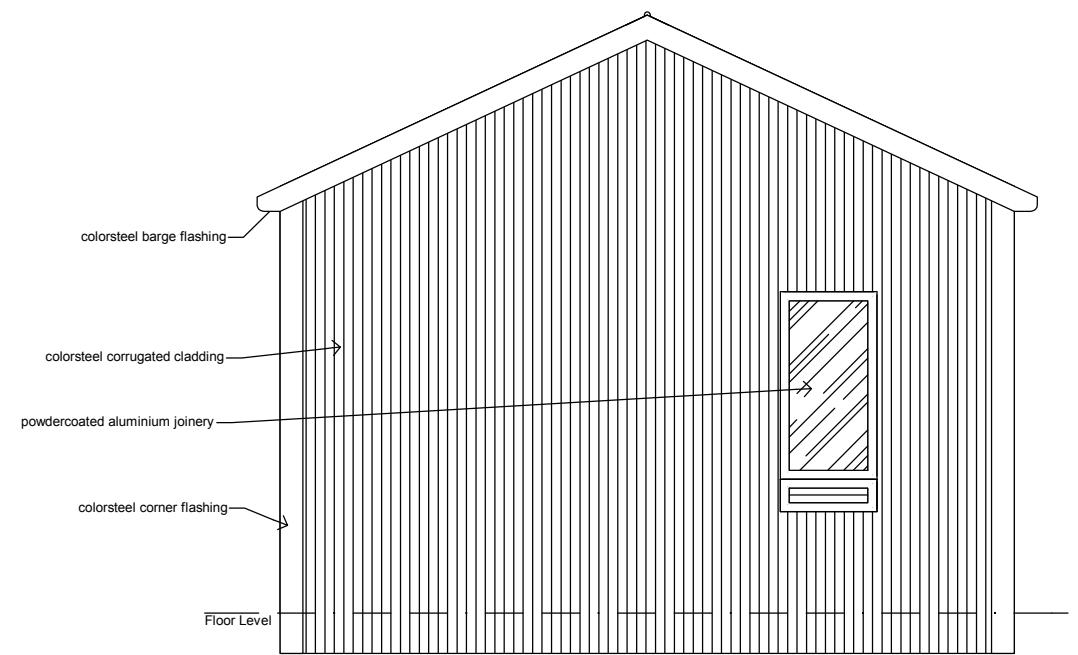 colorsteel barge flashing
colorsteel corrugated cladding
powdercoated aluminium joinery
colorsteel corner flashing
Floor Level